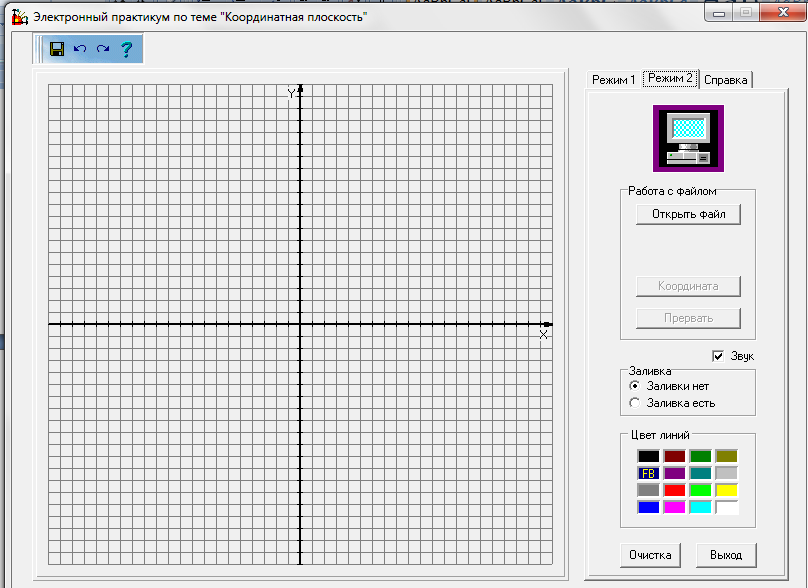 Электронный практикум по теме "Координатная плоскость"
?
Режим 1 Режим 2 Справка
Y
X
Работа с файлом
Открыть файл
Координата
Прервать
Звук
Заливка
Заливки нет
Заливка есть
Цвет линий
FB
Очистка Выход